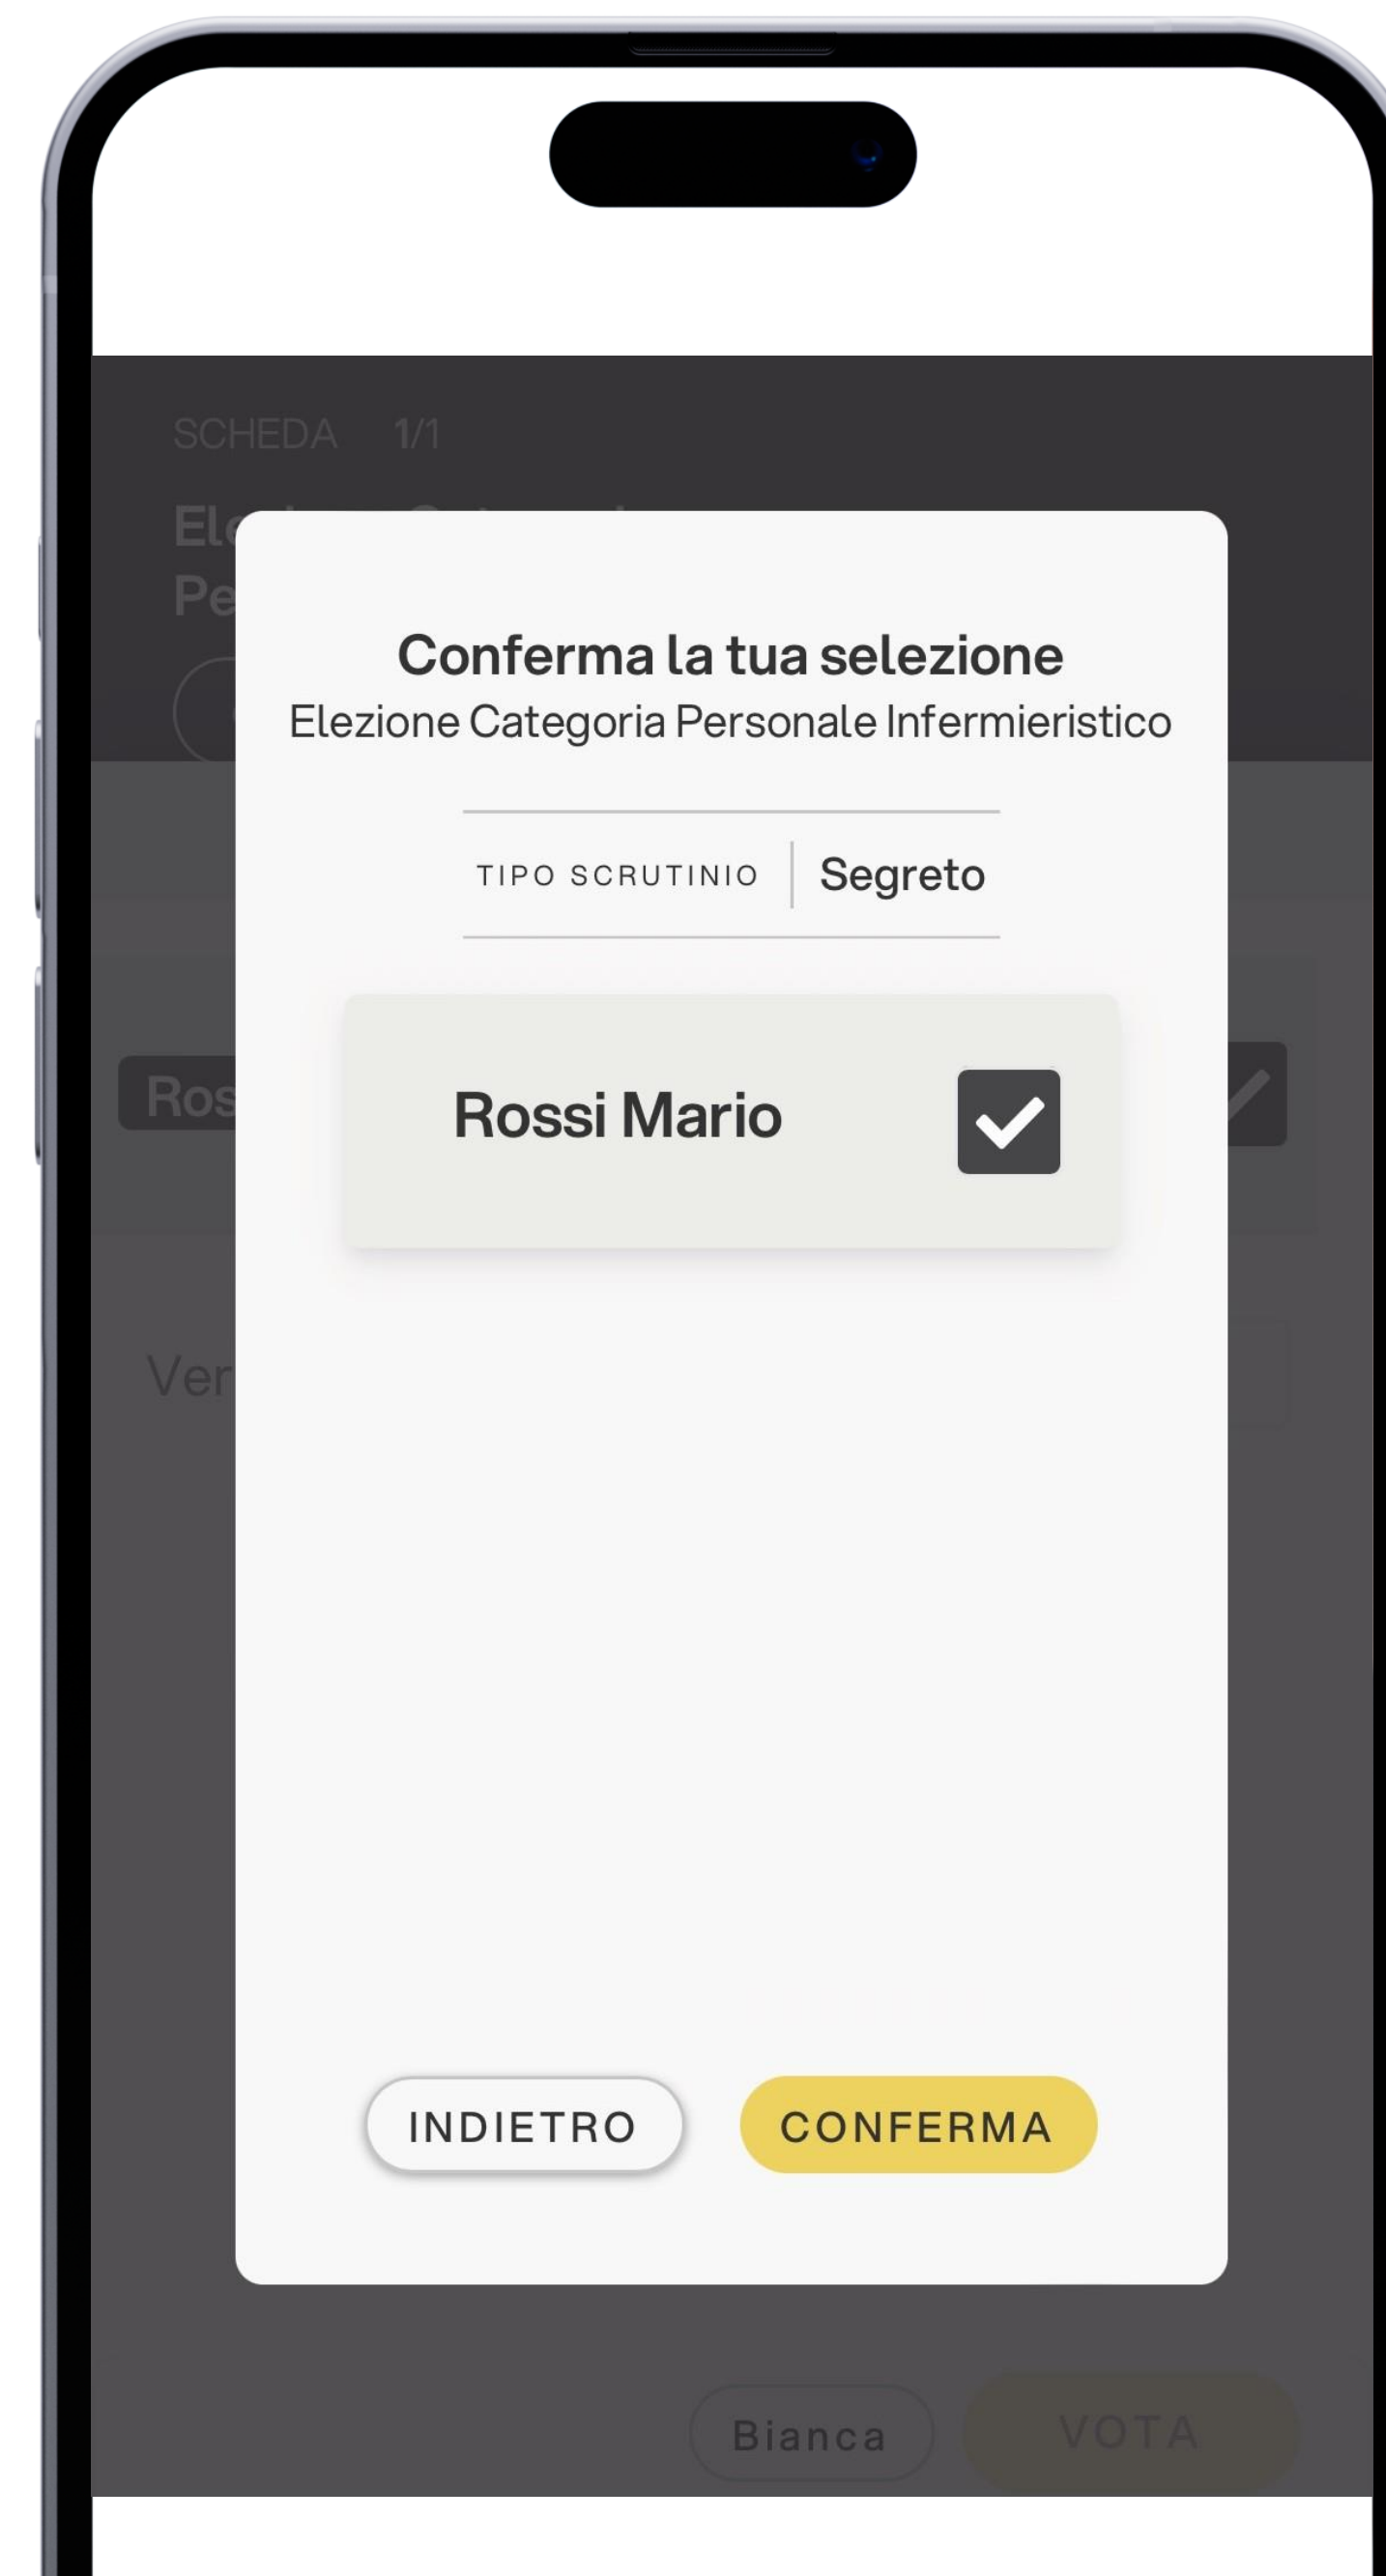 SCHEDA 1/1
Conferma la tua selezione
Elezione Categoria Personale Infermieristico
TIPO SCRUTINIO Segreto
Rossi Mario
INDIETRO CONFERMA
Bianca VOTA